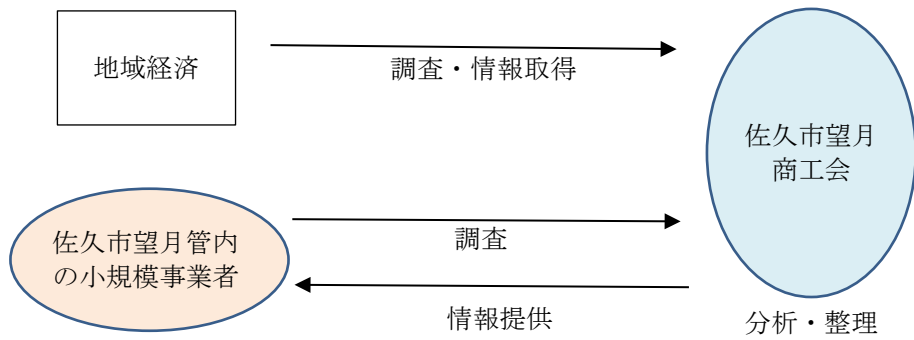 地域経済
調査・情報取得
佐久市望月
商工会
佐久市望月管内
の小規模事業者
調査
情報提供
分析・整理